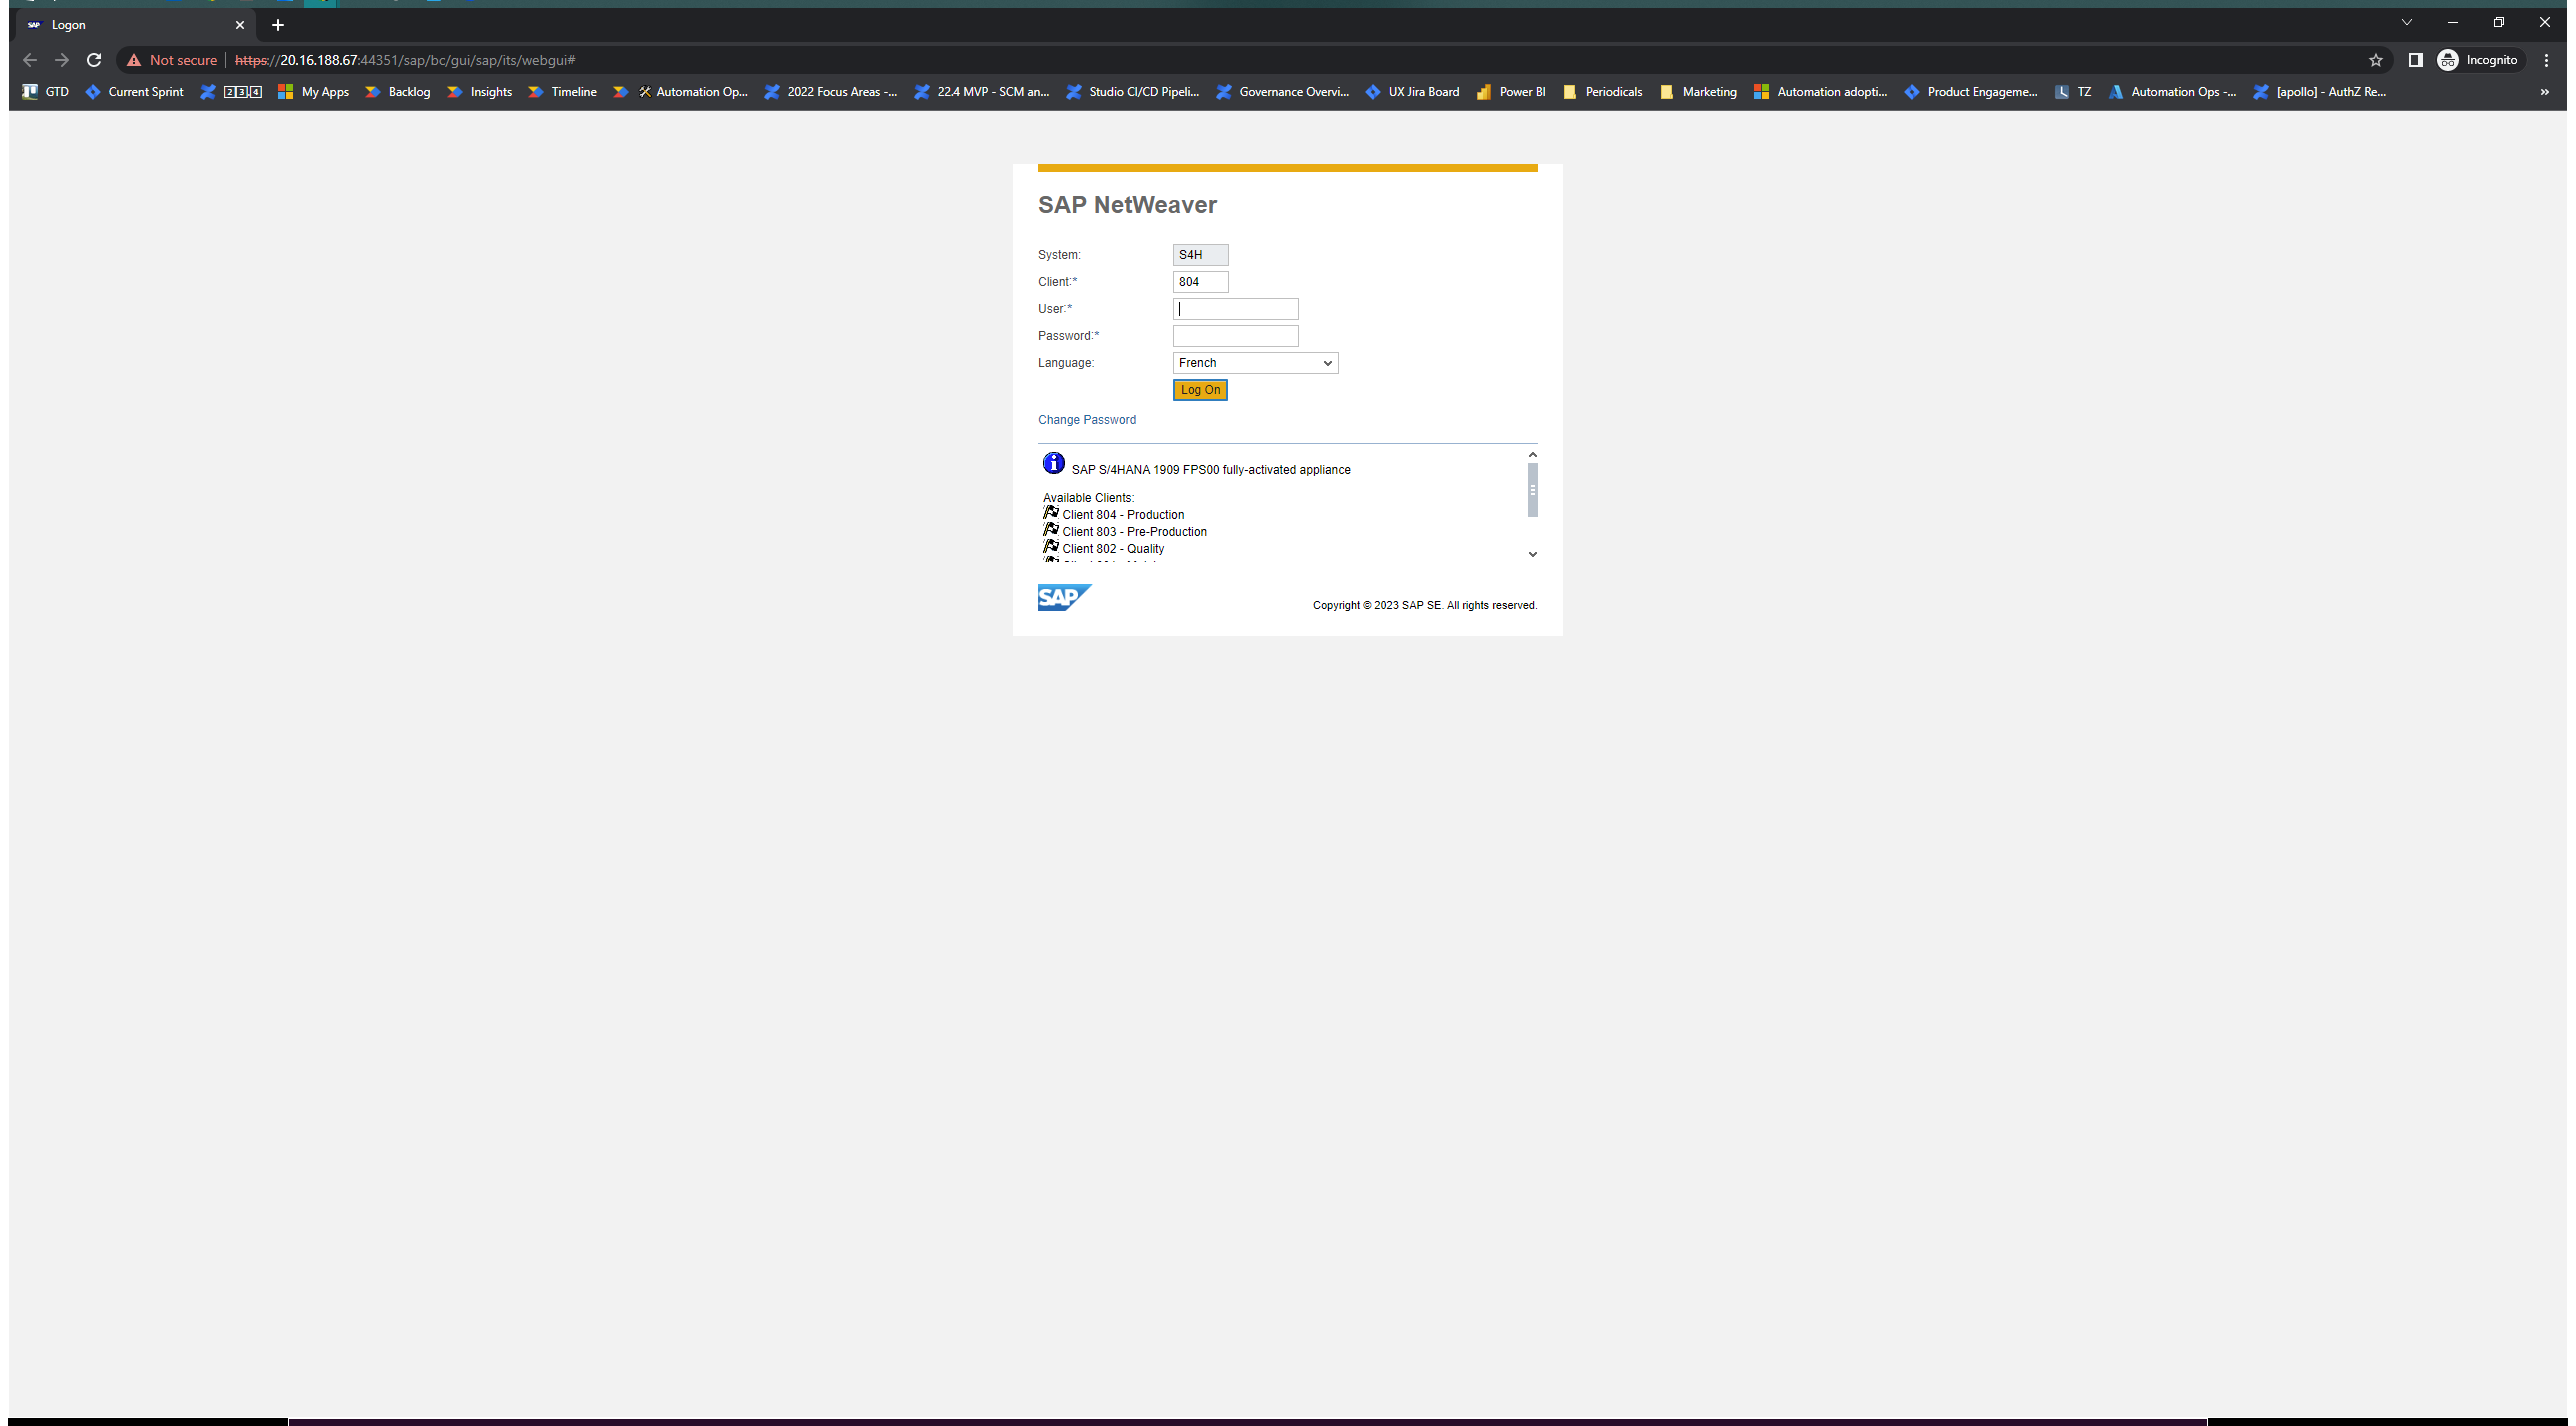 Logon
Not secure https://20.16.188.67:44351/sap/bc/gui/sap/its/webgui# Incognito
GTD Current Sprint 2 3 4 My Apps Backlog Insights Timeline Automation Op... 2022 Focus Areas -... 22.4 MVP - SCM an... Studio CI/CD Pipeli... Governance Overvi... UX Jira Board Power BI Periodicals Marketing Automation adopti... Product Engageme... TZ Automation Ops -... [apollo] - AuthZ Re... »
SAP NetWeaver
System: S4H
Client:* 804
User:*
Password:*
Language: French
Log On
Change Password
SAP S/4HANA 1909 FPS00 fully-activated appliance
Available Clients:
Client 804 - Production
Client 803 - Pre-Production
Client 802 - Quality
SAP
Copyright © 2023 SAP SE. All rights reserved.